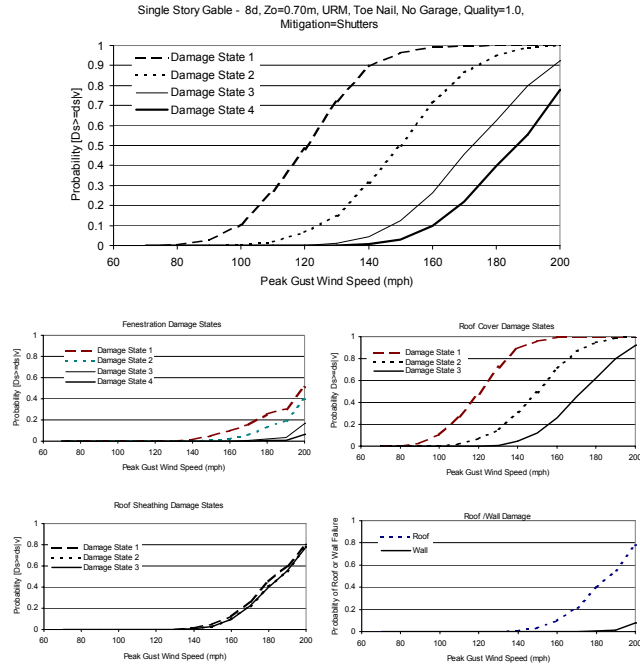 Single Story Gable - 8d, Zo=0.70m, URM, Toe Nail, No Garage, Quality=1.0,
Mitigation=Shutters
Probability [Ds>=ds|v]
1
0.9
0.8
0.7
0.6
0.5
0.4
0.3
0.2
0.1
0
Damage State 1
Damage State 2
Damage State 3
Damage State 4
60 80 100 120 140 160 180 200
Peak Gust Wind Speed (mph)
Fenestration Damage States
Probability [Ds>=ds|v]
1
0.8
0.6
0.4
0.2
0
Damage State 1
Damage State 2
Damage State 3
Damage State 4
60 80 100 120 140 160 180 200
Peak Gust Wind Speed (mph)
Roof Cover Damage States
Probability Ds>=ds|v]
1
0.8
0.6
0.4
0.2
0
Damage State 1
Damage State 2
Damage State 3
60 80 100 120 140 160 180 200
Peak Gust Wind Speed (mph)
Roof Sheathing Damage States
Probability [Ds>=ds|v]
1
0.8
0.6
0.4
0.2
0
Damage State 1
Damage State 2
Damage State 3
60 80 100 120 140 160 180 200
Peak Gust Wind Speed (mph)
Roof /Wall Damage
Probability of Roof or Wall Failure
1
0.8
0.6
0.4
0.2
0
Roof
Wall
60 80 100 120 140 160 180 200
Peak Gust Wind Speed (mph)